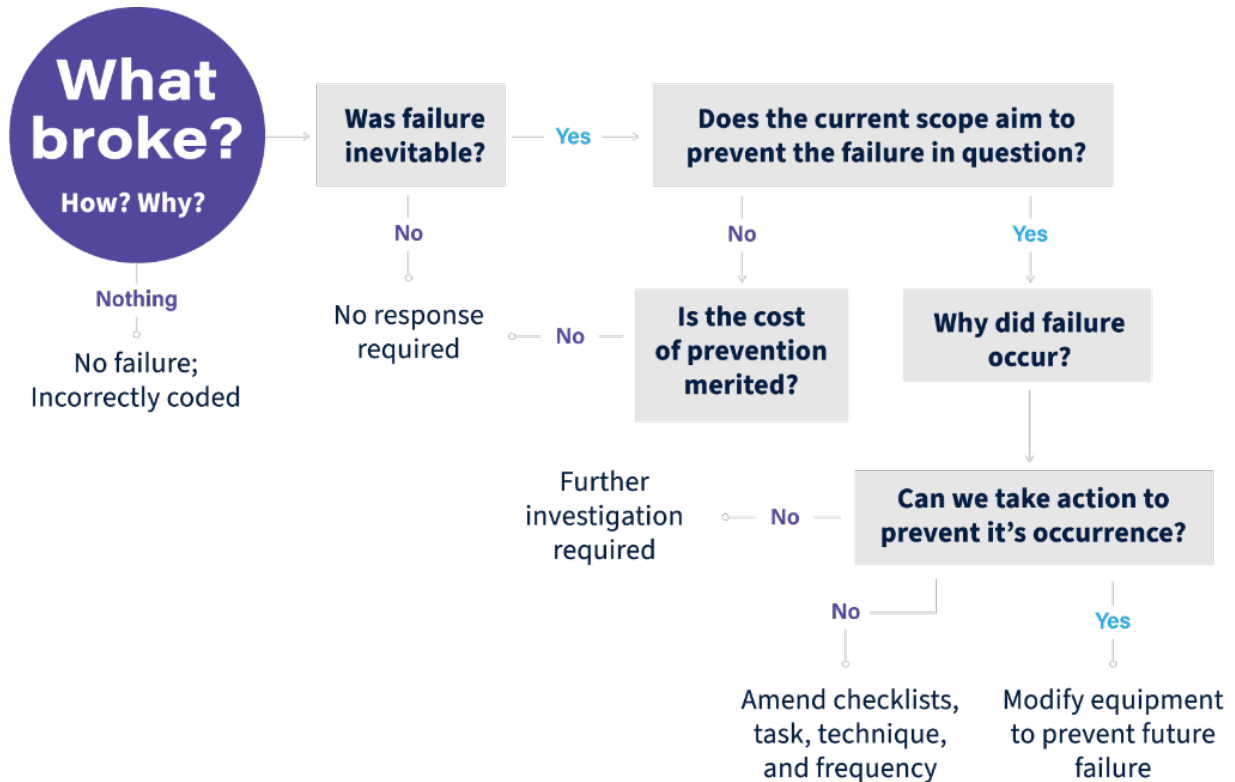 What
broke?
How? Why?
Was failure
inevitable?
Yes
Does the current scope aim to
prevent the failure in question?
No
No
Yes
Nothing
No failure;
Incorrectly coded
No response
required
No
Is the cost
of prevention
merited?
Why did failure
occur?
Further
investigation
required
No
Can we take action to
prevent it's occurrence?
No
Yes
Amend checklists,
task, technique,
and frequency
Modify equipment
to prevent future
failure